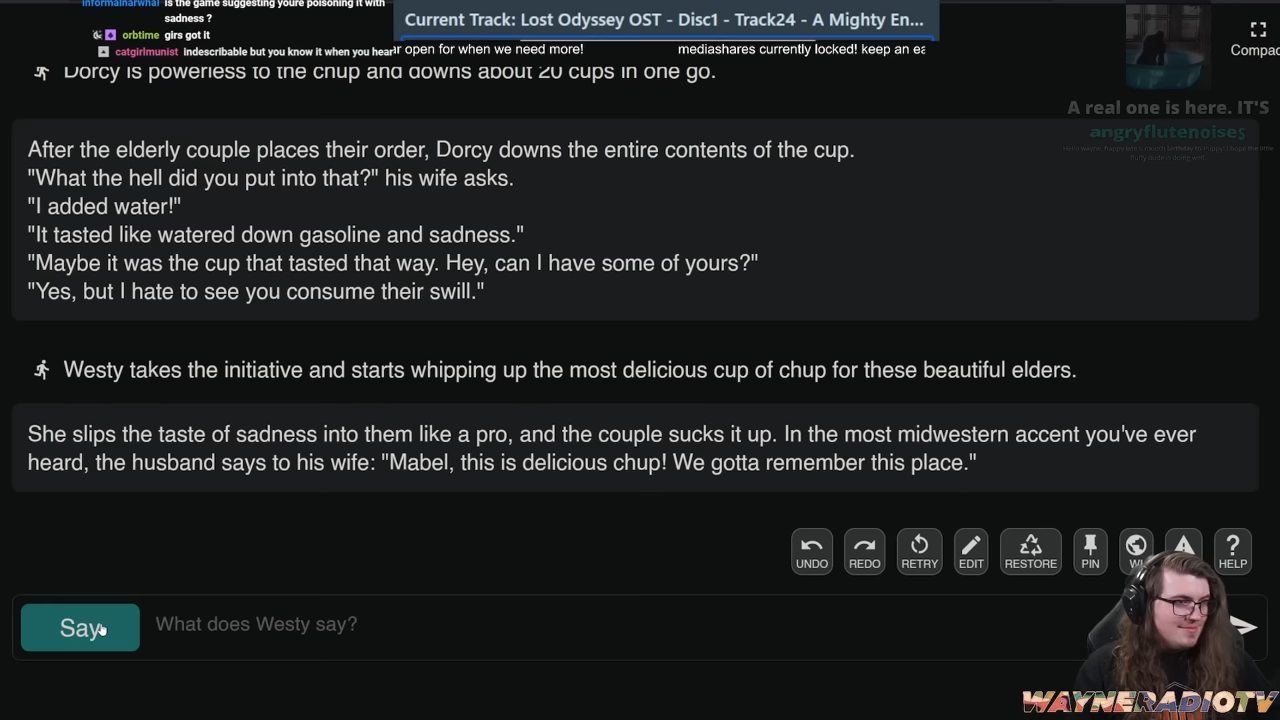 informalnarwhal is the game suggesting youre poisoning it with
sadness ?
orbtime girs got it
catgirlmunist indescribable but you know it when you hear
Current Track: Lost Odyssey OST - Disc1 - Track24 - A Mighty En...
r open for when we need more! mediashares currently locked! keep an ea
Compac
A real one is here. IT'S
angryflutenoises
Dorcy is powerless to the chup and downs about 20 cups in one go.
After the elderly couple places their order, Dorcy downs the entire contents of the cup.
"What the hell did you put into that?" his wife asks.
"I added water!"
"It tasted like watered down gasoline and sadness."
"Maybe it was the cup that tasted that way. Hey, can I have some of yours?"
"Yes, but I hate to see you consume their swill."
Westy takes the initiative and starts whipping up the most delicious cup of chup for these beautiful elders.
She slips the taste of sadness into them like a pro, and the couple sucks it up. In the most midwestern accent you've ever
heard, the husband says to his wife: "Mabel, this is delicious chup! We gotta remember this place."
UNDO REDO RETRY EDIT RESTORE PIN HELP
Say What does Westy say?
WAYNERADIOTV